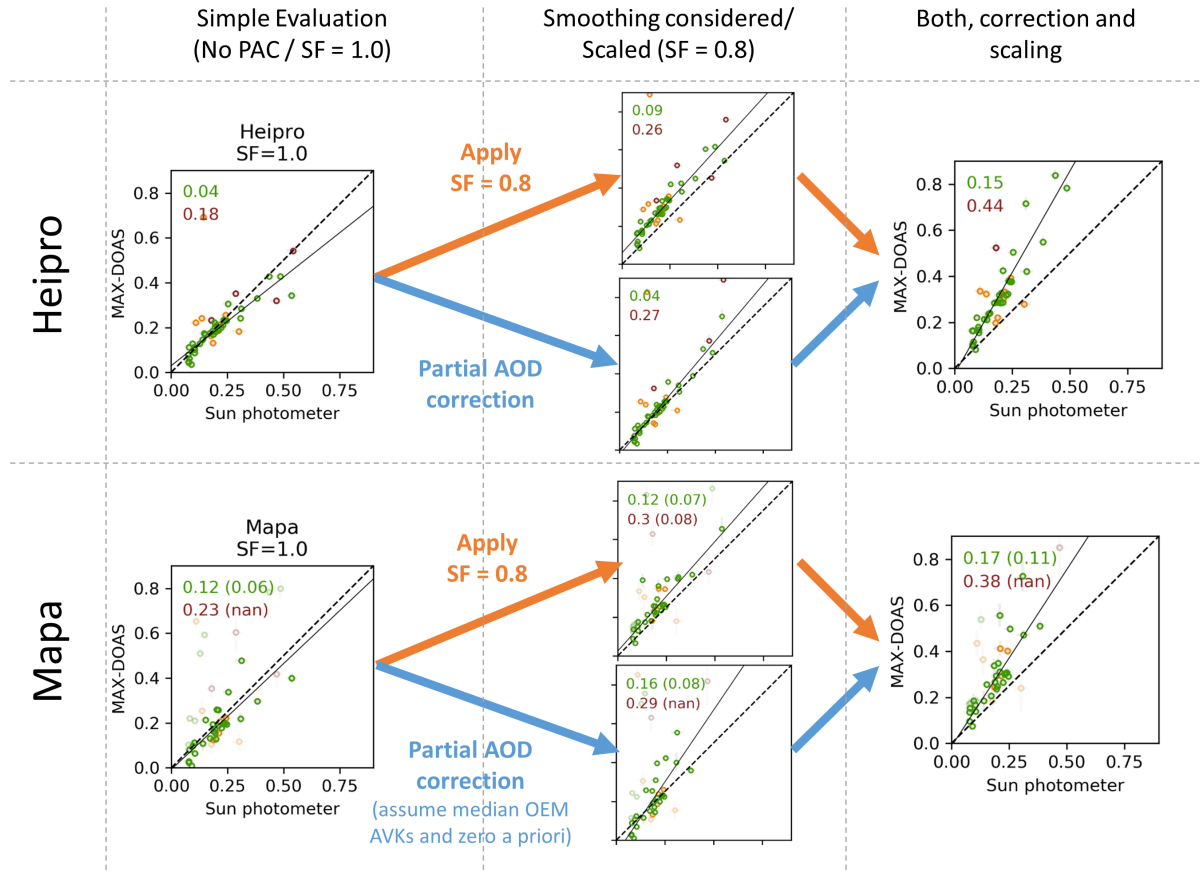 Simple Evaluation
(No PAC / SF = 1.0)
Smoothing considered/
Scaled (SF = 0.8)
Both, correction and
scaling
Heipro
Heipro
SF=1.0
0.04
0.18
0.8
0.6
0.4
0.2
0.0
MAX-DOAS
0.00
0.25
0.50
0.75
Sun photometer
Apply
SF = 0.8
Partial AOD
correction
0.09
0.26
0.04
0.27
0.15
0.44
0.8
0.6
0.4
0.2
0.0
MAX-DOAS
0.00
0.25
0.50
0.75
Sun photometer
Mapa
Mapa
SF=1.0
0.12 (0.06)
0.23 (nan)
0.8
0.6
0.4
0.2
0.0
MAX-DOAS
0.00
0.25
0.50
0.75
Sun photometer
Apply
SF = 0.8
Partial AOD
correction
(assume median OEM
AVKs and zero a priori)
0.12 (0.07)
0.3 (0.08)
0.16 (0.08)
0.29 (nan)
0.17 (0.11)
0.38 (nan)
0.8
0.6
0.4
0.2
0.0
MAX-DOAS
0.00
0.25
0.50
0.75
Sun photometer